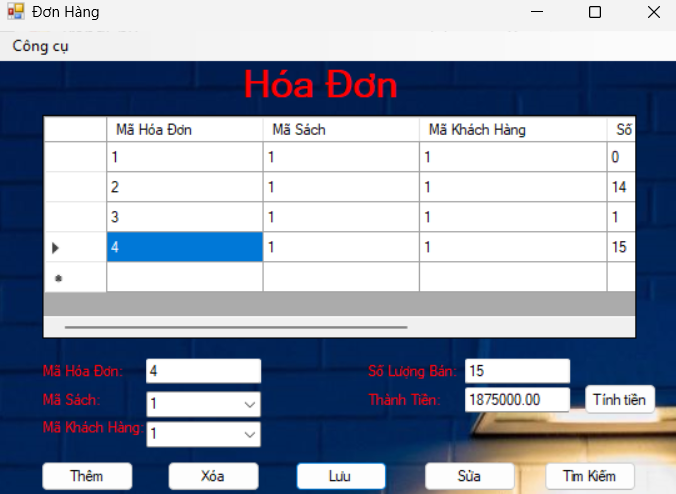 Đơn Hàng
Công cụ
Hóa Đơn
Mã Hóa Đơn Mã Sách Mã Khách Hàng Số
1 1 1 0
2 1 1 14
3 1 1 1
4 1 1 15
Mã Hóa Đơn: 4 Số Lượng Bán: 15
Mã Sách: 1 Thành Tiền: 1875000.00 Tính tiền
Mã Khách Hàng: 1
Thêm Xóa Lưu Sửa Tìm Kiếm